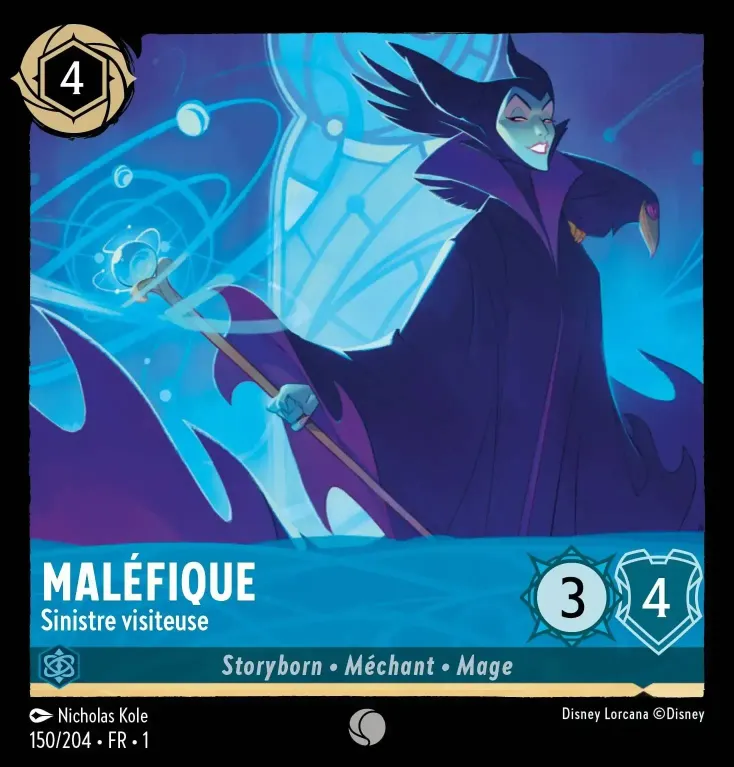 4
MALÉFIQUE
Sinistre visiteuse
3
4
Storyborn • Méchant • Mage
Nicholas Kole
Disney Lorcana ©Disney
150/204 • FR • 1